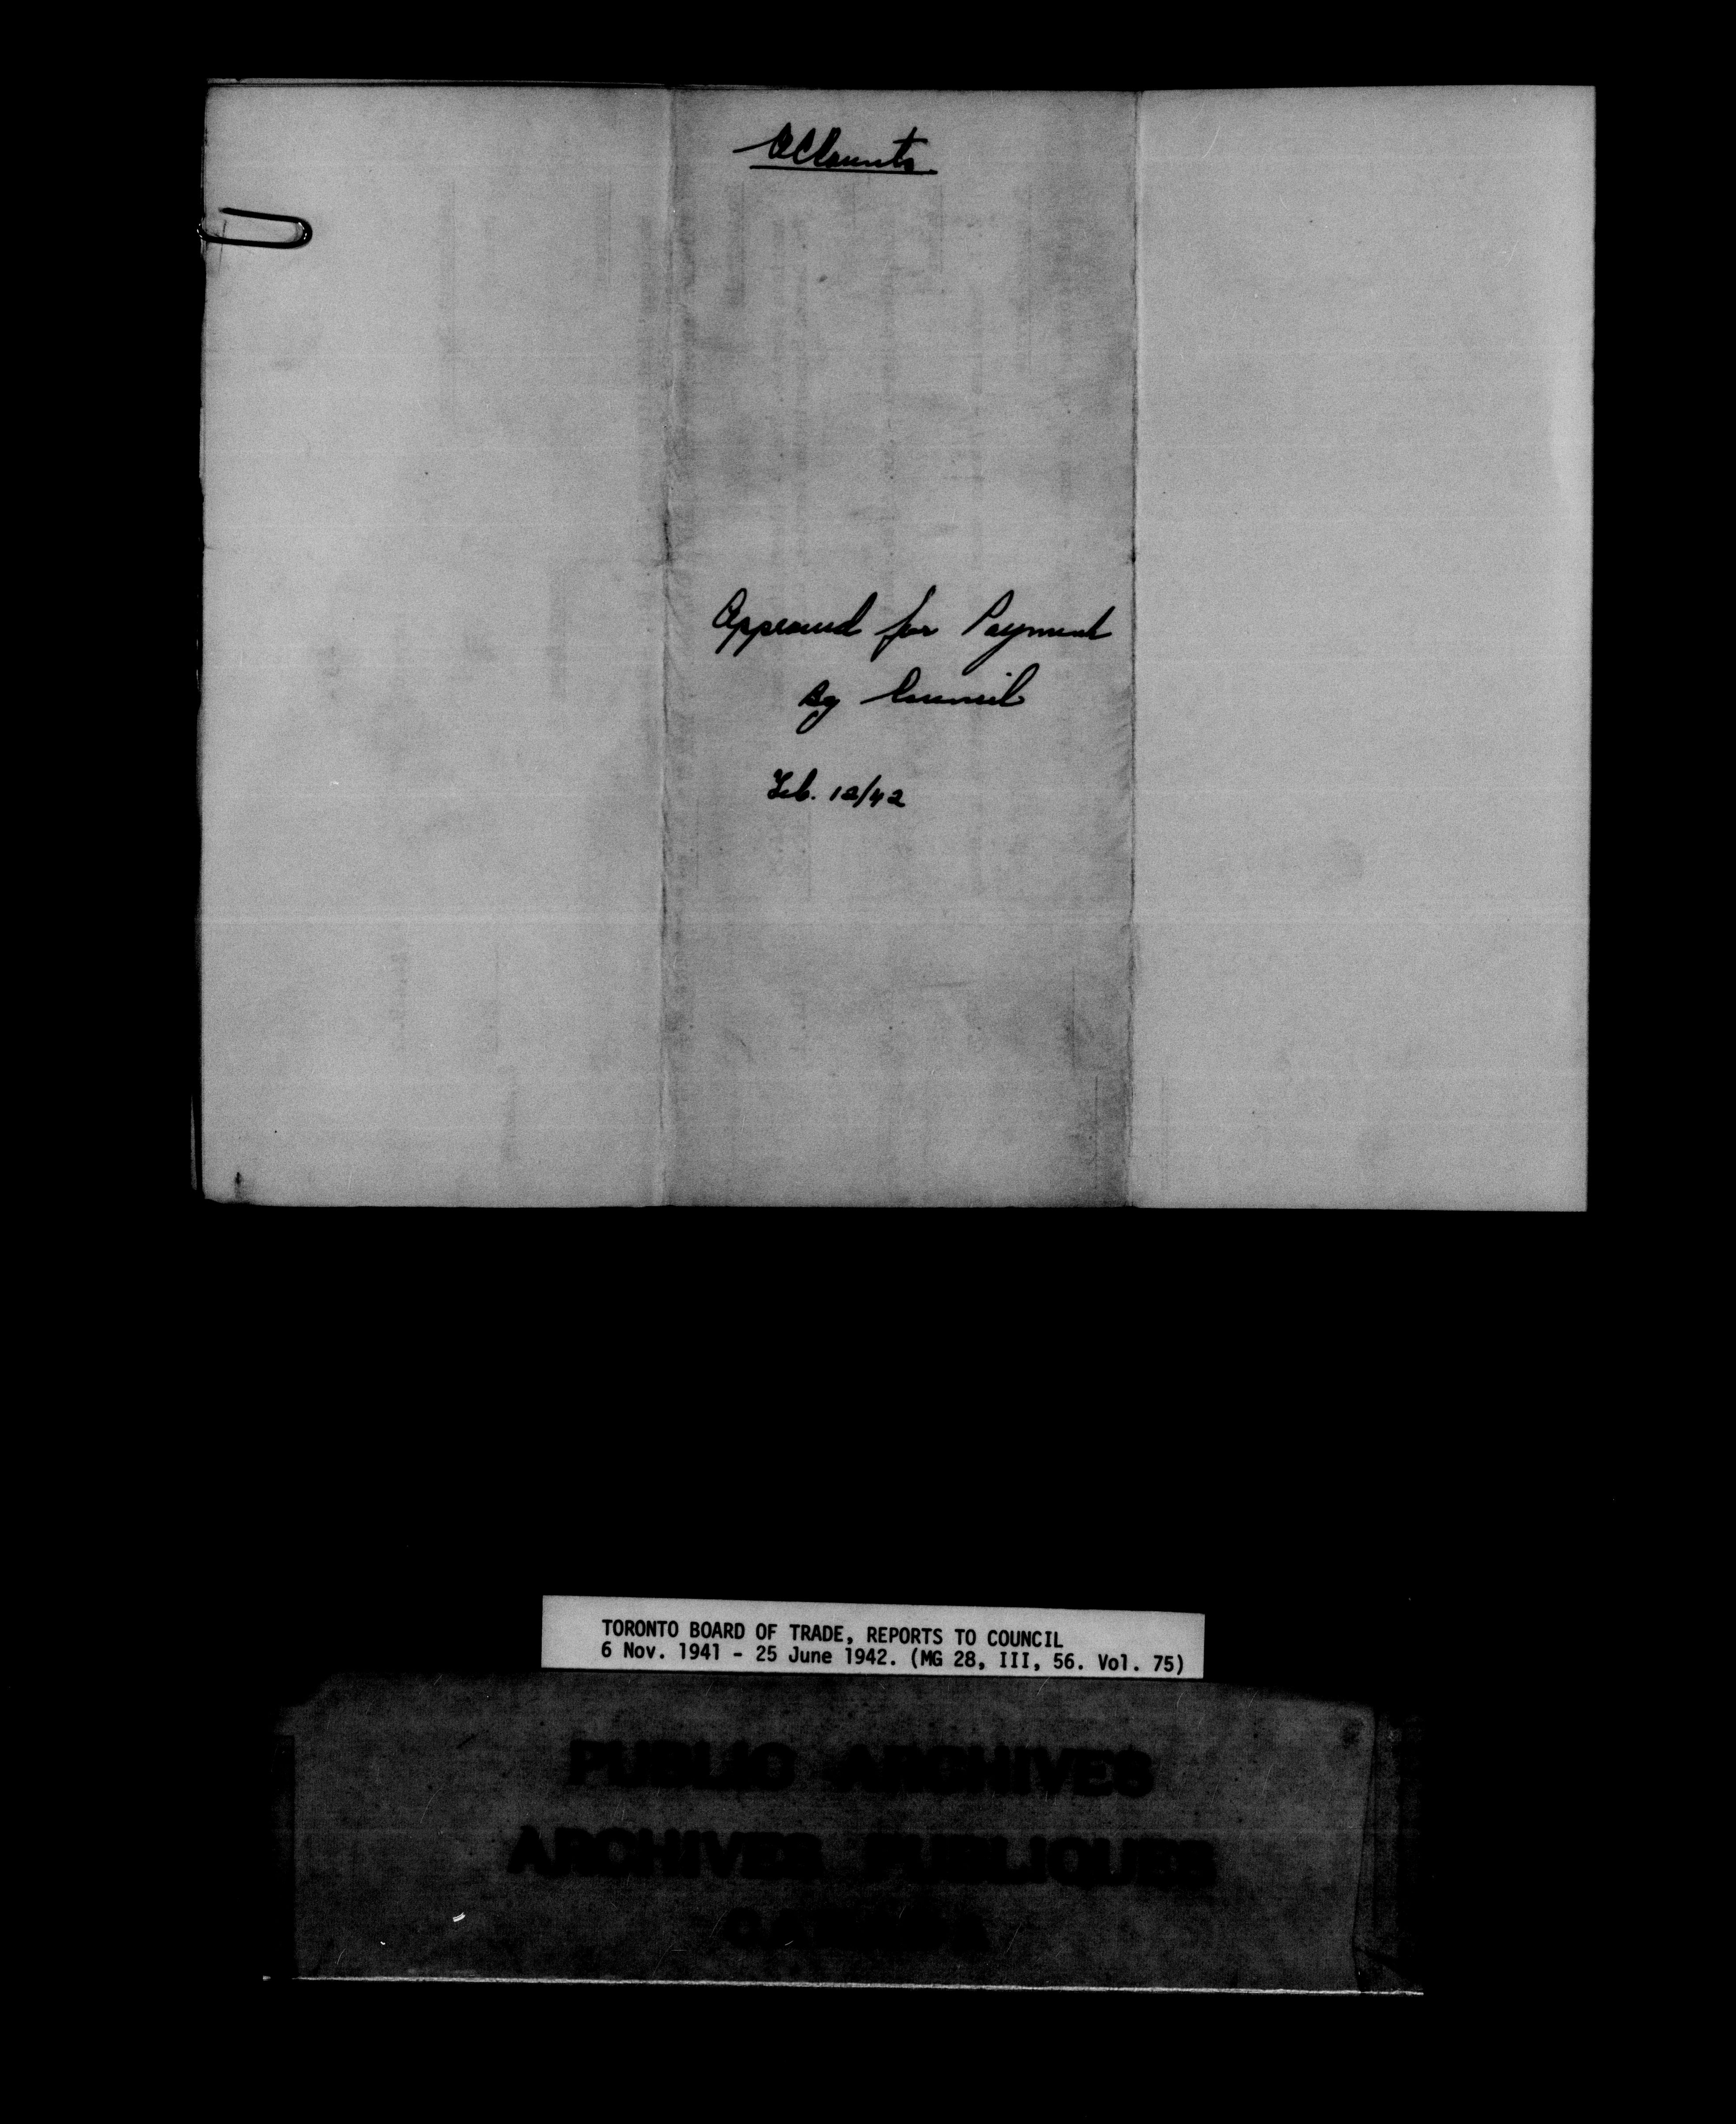 Accounts
Approved for Payment
By Council
Feb. 12/42
TORONTO BOARD OF TRADE, REPORTS TO COUNCIL
6 Nov. 1941 - 25 June 1942. (MG 28, III, 56. Vol. 75)
PUBLIC ARCHIVES
ARCHIVES PUBLIQUES
CANADA